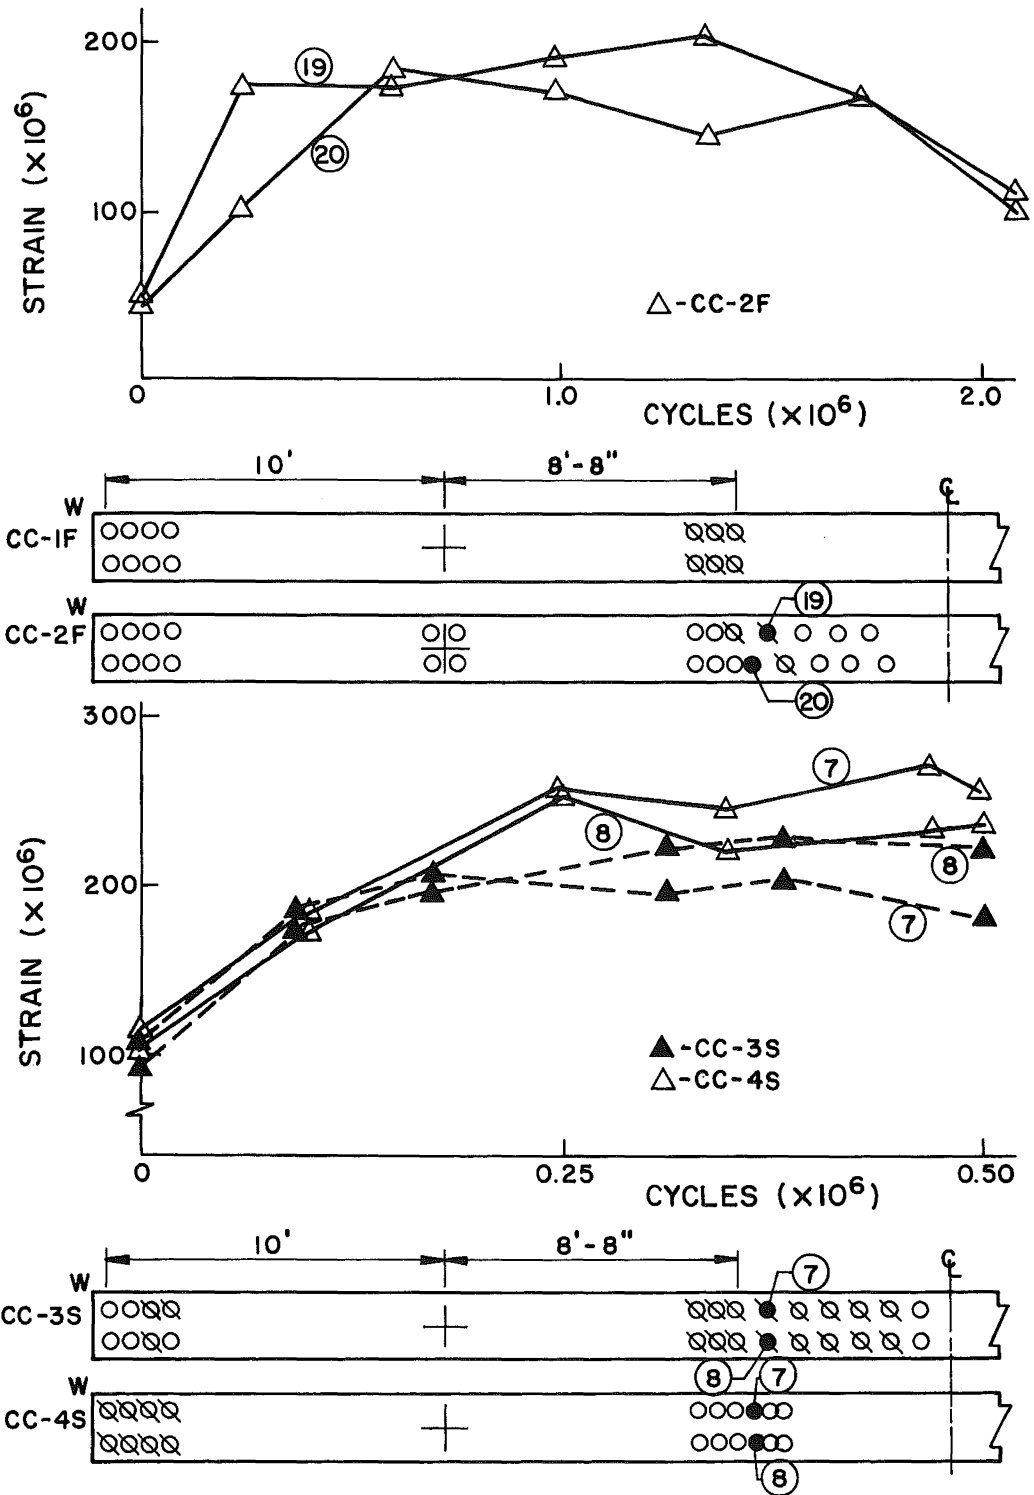 200
19
20
100
STRAIN (×10⁶)
△-CC-2F
0
1.0
2.0
CYCLES (×10⁶)
10'
8'-8"
℄
W
CC-1F
W
CC-2F
19
20
300
7
8
200
8
7
STRAIN (×10⁶)
100
▲-CC-3S
△-CC-4S
0
0.25
0.50
CYCLES (×10⁶)
10'
8'-8"
℄
7
W
CC-3S
8
7
W
CC-4S
8